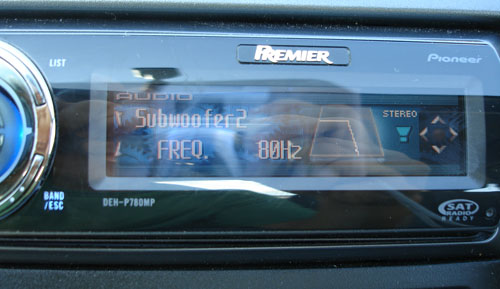 LIST
PREMIER
Pioneer
AUDIO
Subwoofer2
STEREO
FREQ. 80Hz
BAND
/ESC
DEH-P780MP
SAT
RADIO
READY